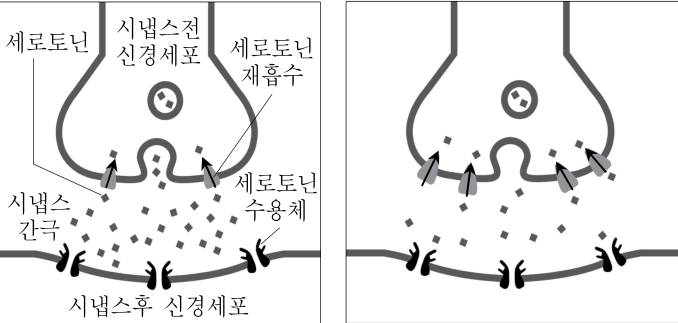 세로토닌
시냅스전
신경세포
세로토닌
재흡수
시냅스
간극
세로토닌
수용체
시냅스후 신경세포